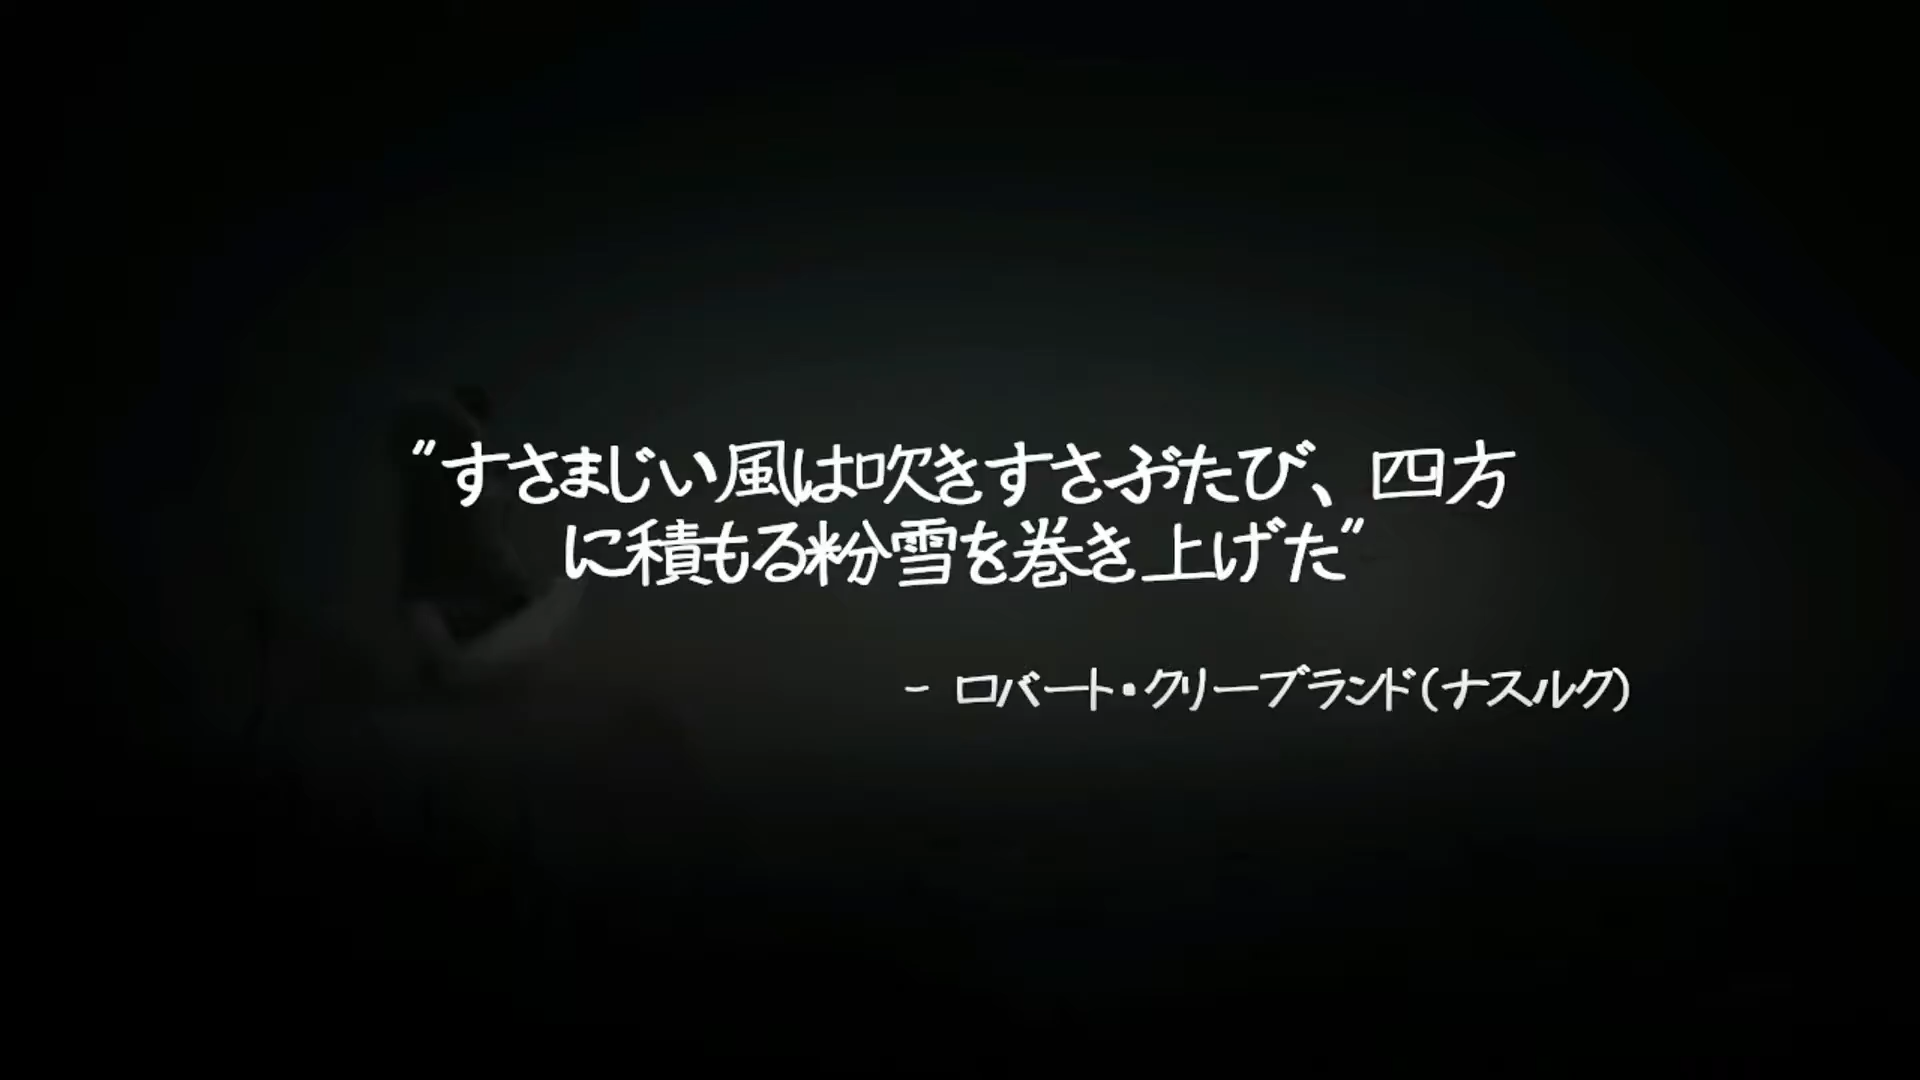 "すさまじい風は吹きすさぶたび、四方
に積もる粉雪を巻き上げた"
- ロバート・クリーブランド(ナスルク)